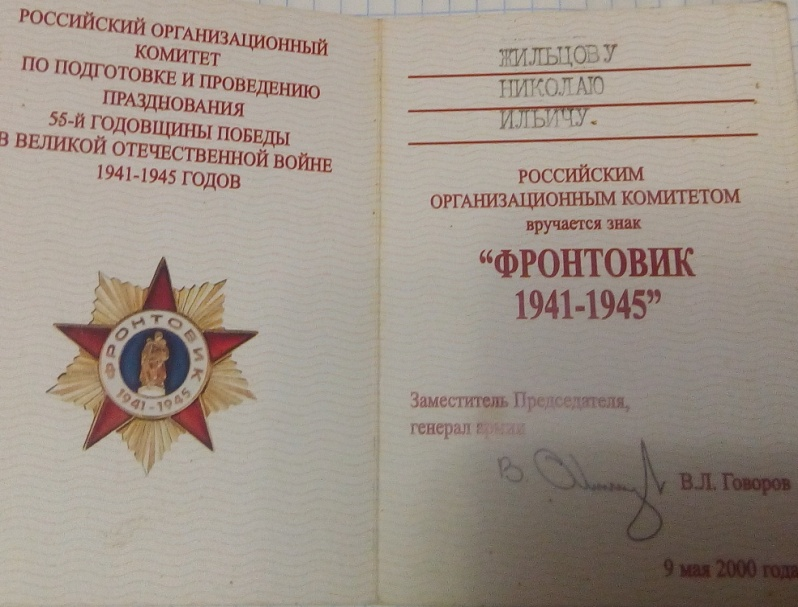 РОССИЙСКИЙ ОРГАНИЗАЦИОННЫЙ
КОМИТЕТ
ПО ПОДГОТОВКЕ И ПРОВЕДЕНИЮ
ПРАЗДНОВАНИЯ
55-й ГОДОВЩИНЫ ПОБЕДЫ
В ВЕЛИКОЙ ОТЕЧЕСТВЕННОЙ ВОЙНЕ
1941-1945 ГОДОВ
ФРОНТОВИК
1941-1945
ЖИЛЬЦОВУ
НИКОЛАЮ
ИЛЬИЧУ.
РОССИЙСКИМ
ОРГАНИЗАЦИОННЫМ КОМИТЕТОМ
вручается знак
“ФРОНТОВИК
1941-1945”
Заместитель Председателя,
генерал армии
В.Л. Говоров
9 мая 2000 года